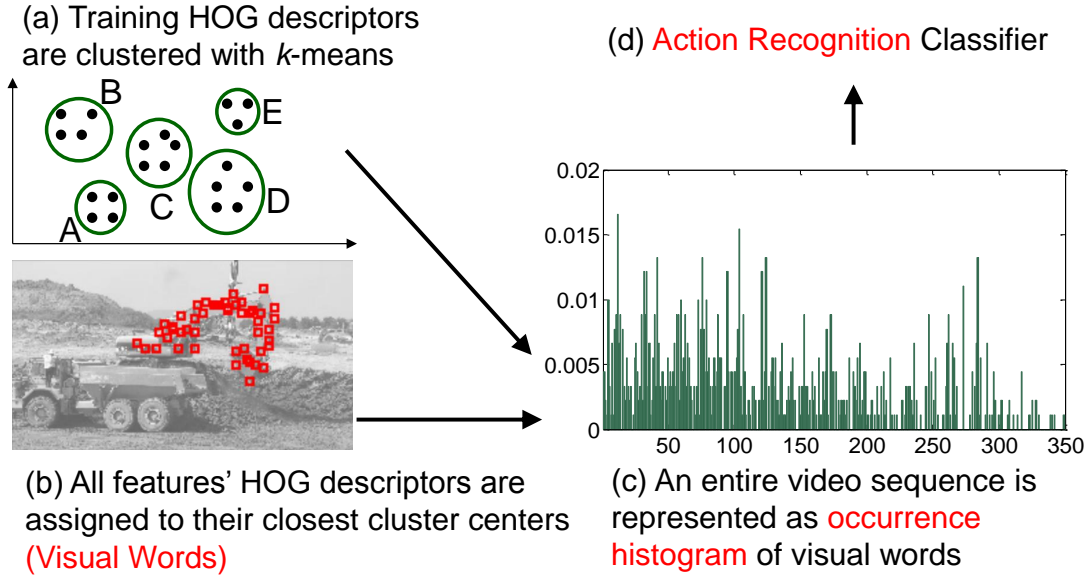 (a) Training HOG descriptors
are clustered with k-means
B
E
A
C
D
(b) All features’ HOG descriptors are
assigned to their closest cluster centers
(Visual Words)
(d) Action Recognition Classifier
0.02
0.015
0.01
0.005
0
50 100 150 200 250 300 350
(c) An entire video sequence is
represented as occurrence
histogram of visual words